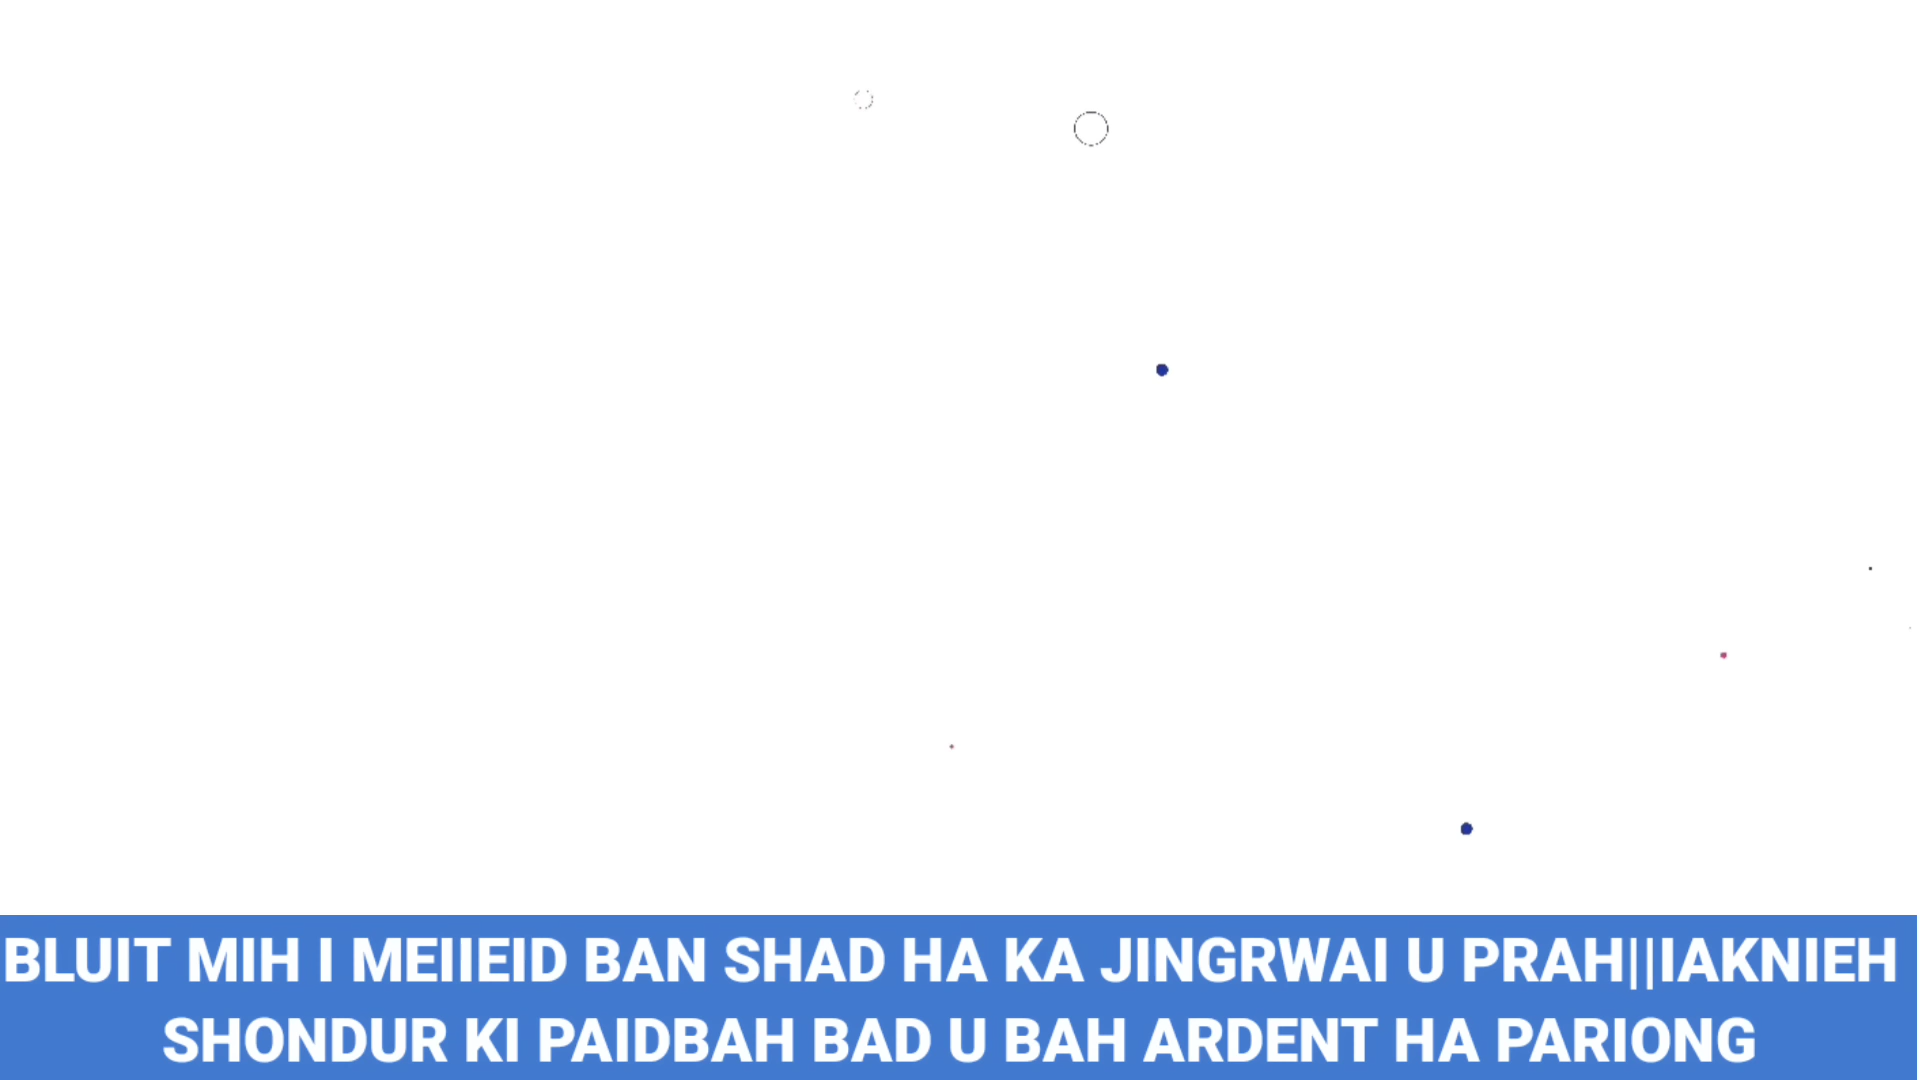 BLUIT MIH I MEIIEID BAN SHAD HA KA JINGRWAI U PRAH||IAKNIEH
SHONDUR KI PAIDBAH BAD U BAH ARDENT HA PARIONG